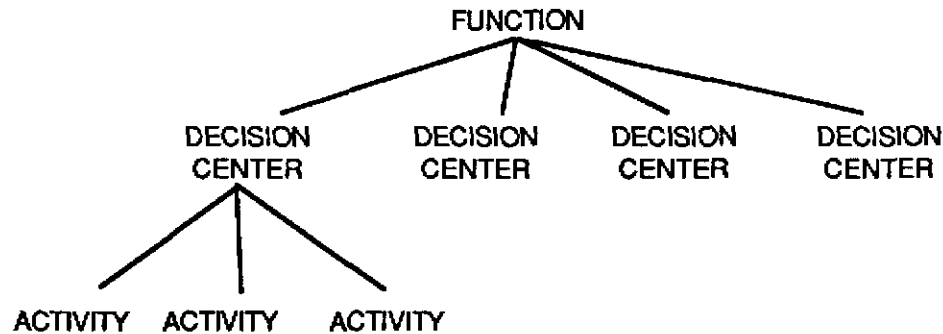 FUNCTION
DECISION DECISION DECISION DECISION
CENTER CENTER CENTER CENTER
ACTIVITY ACTIVITY ACTIVITY